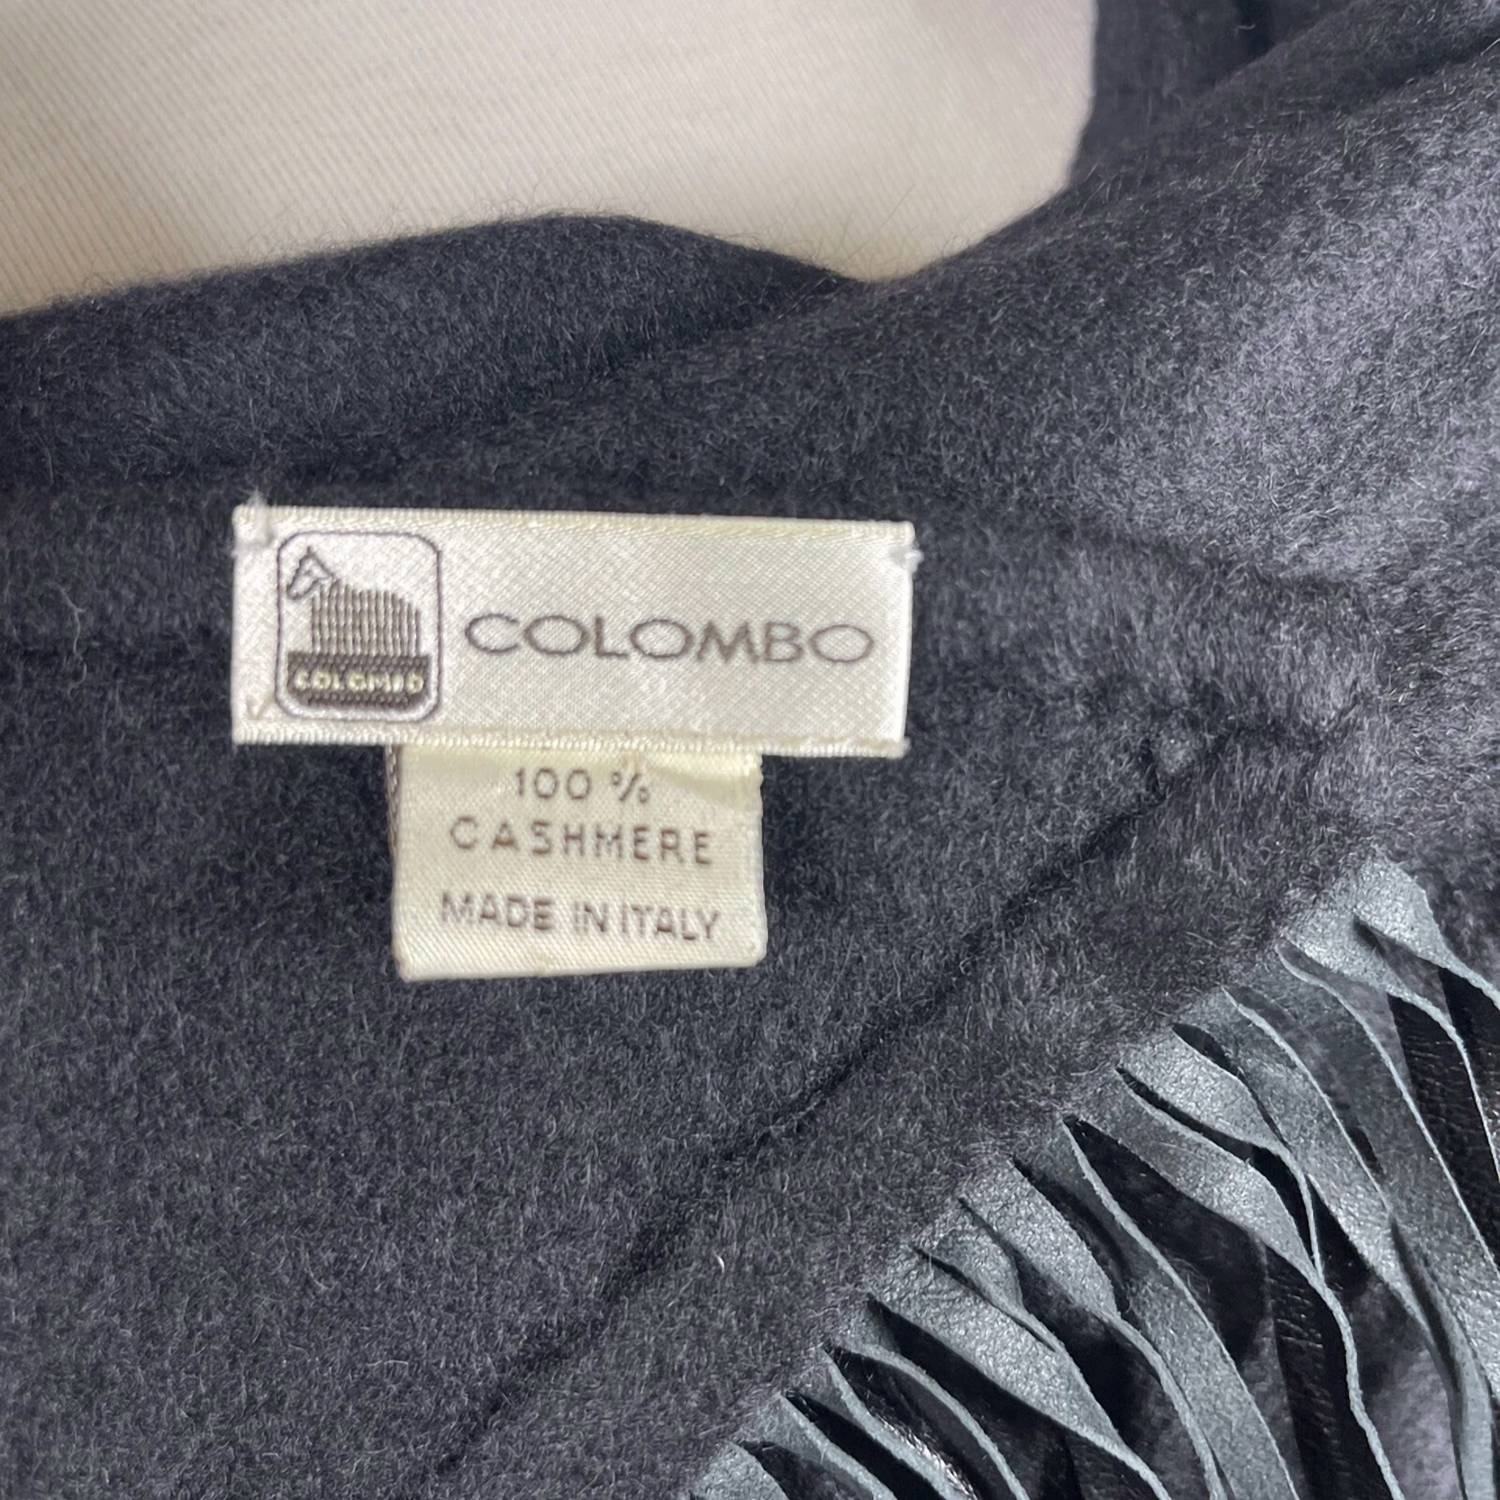 COLOMBO
COLOMBO
100 %
CASHMERE
MADE IN ITALY